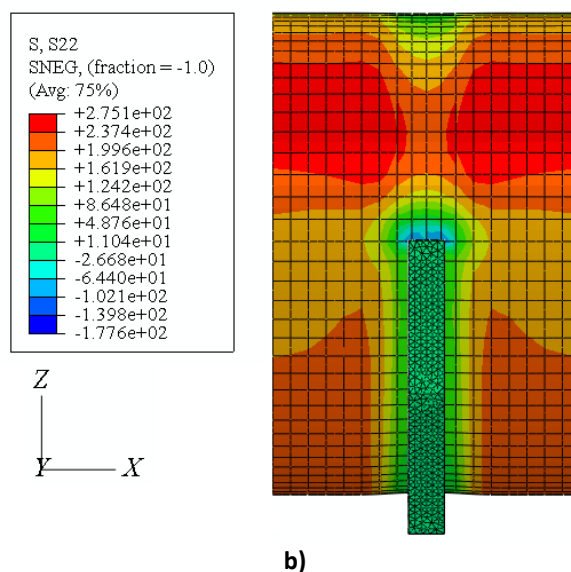 S, S22
SNEG, (fraction = -1.0)
(Avg: 75%)
+2.751e+02
+2.374e+02
+1.996e+02
+1.619e+02
+1.242e+02
+8.648e+01
+4.876e+01
+1.104e+01
-2.668e+01
-6.440e+01
-1.021e+02
-1.398e+02
-1.776e+02
Z
Y X
b)